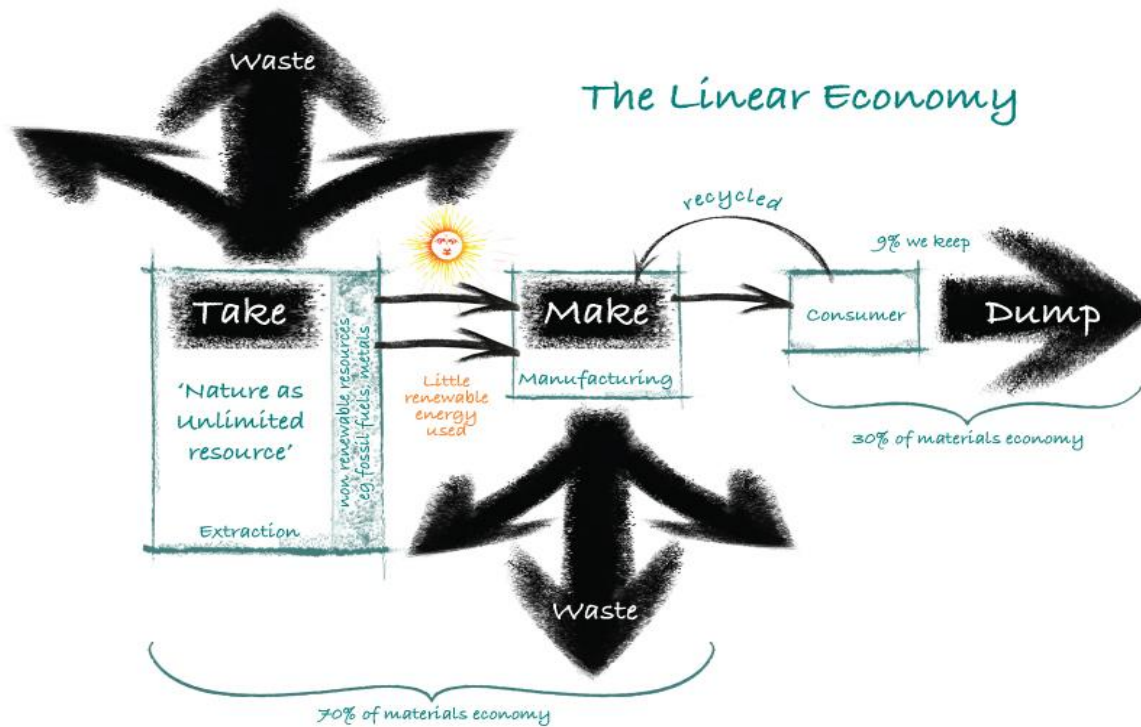 Waste
The Linear Economy
recycled
9% we keep
Take
Make
Consumer
Dump
'Nature as
Unlimited
resource'
Extraction
non renewable resources
eg.fossil fuels, metals
Little
renewable
energy
used
Manufacturing
30% of materials economy
Waste
70% of materials economy